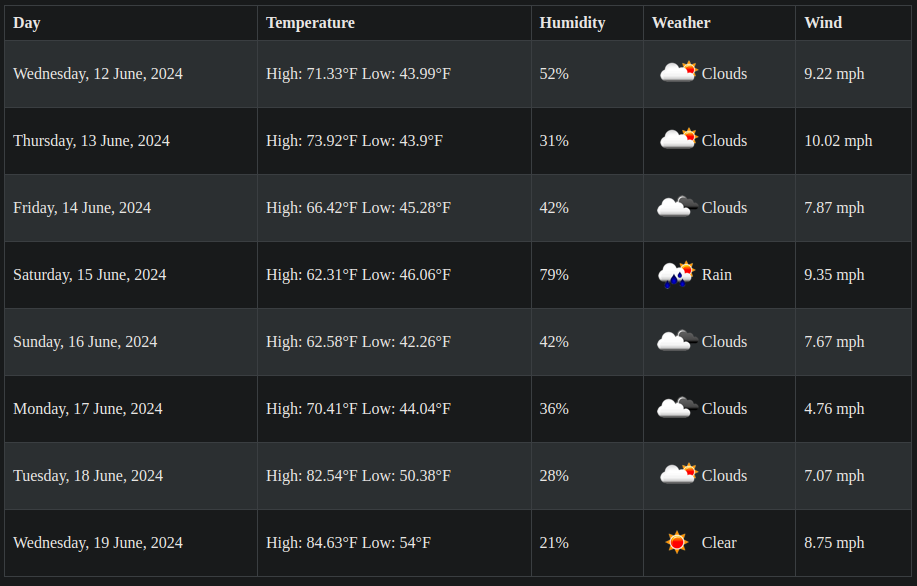 Day Temperature Humidity Weather Wind
Wednesday, 12 June, 2024 High: 71.33°F Low: 43.99°F 52% Clouds 9.22 mph
Thursday, 13 June, 2024 High: 73.92°F Low: 43.9°F 31% Clouds 10.02 mph
Friday, 14 June, 2024 High: 66.42°F Low: 45.28°F 42% Clouds 7.87 mph
Saturday, 15 June, 2024 High: 62.31°F Low: 46.06°F 79% Rain 9.35 mph
Sunday, 16 June, 2024 High: 62.58°F Low: 42.26°F 42% Clouds 7.67 mph
Monday, 17 June, 2024 High: 70.41°F Low: 44.04°F 36% Clouds 4.76 mph
Tuesday, 18 June, 2024 High: 82.54°F Low: 50.38°F 28% Clouds 7.07 mph
Wednesday, 19 June, 2024 High: 84.63°F Low: 54°F 21% Clear 8.75 mph